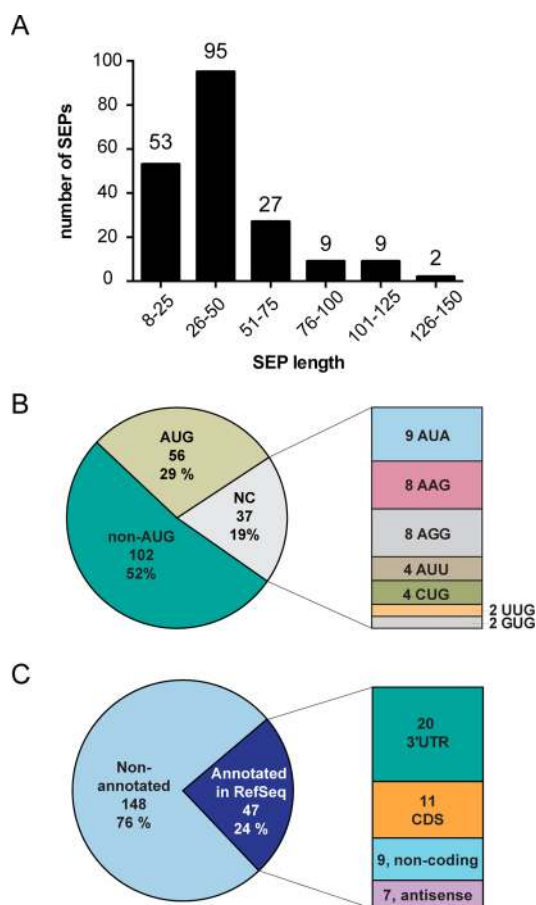 A
number of SEPs
100
80
60
40
20
0
53
95
27
9
9
2
8-25
26-50
51-75
76-100
101-125
126-150
SEP length
B
AUG
56
29 %
NC
37
19%
non-AUG
102
52%
9 AUA
8 AAG
8 AGG
4 AUU
4 CUG
2 UUG
2 GUG
C
Non-
annotated
148
76 %
Annotated
in RefSeq
47
24 %
20
3'UTR
11
CDS
9, non-coding
7, antisense